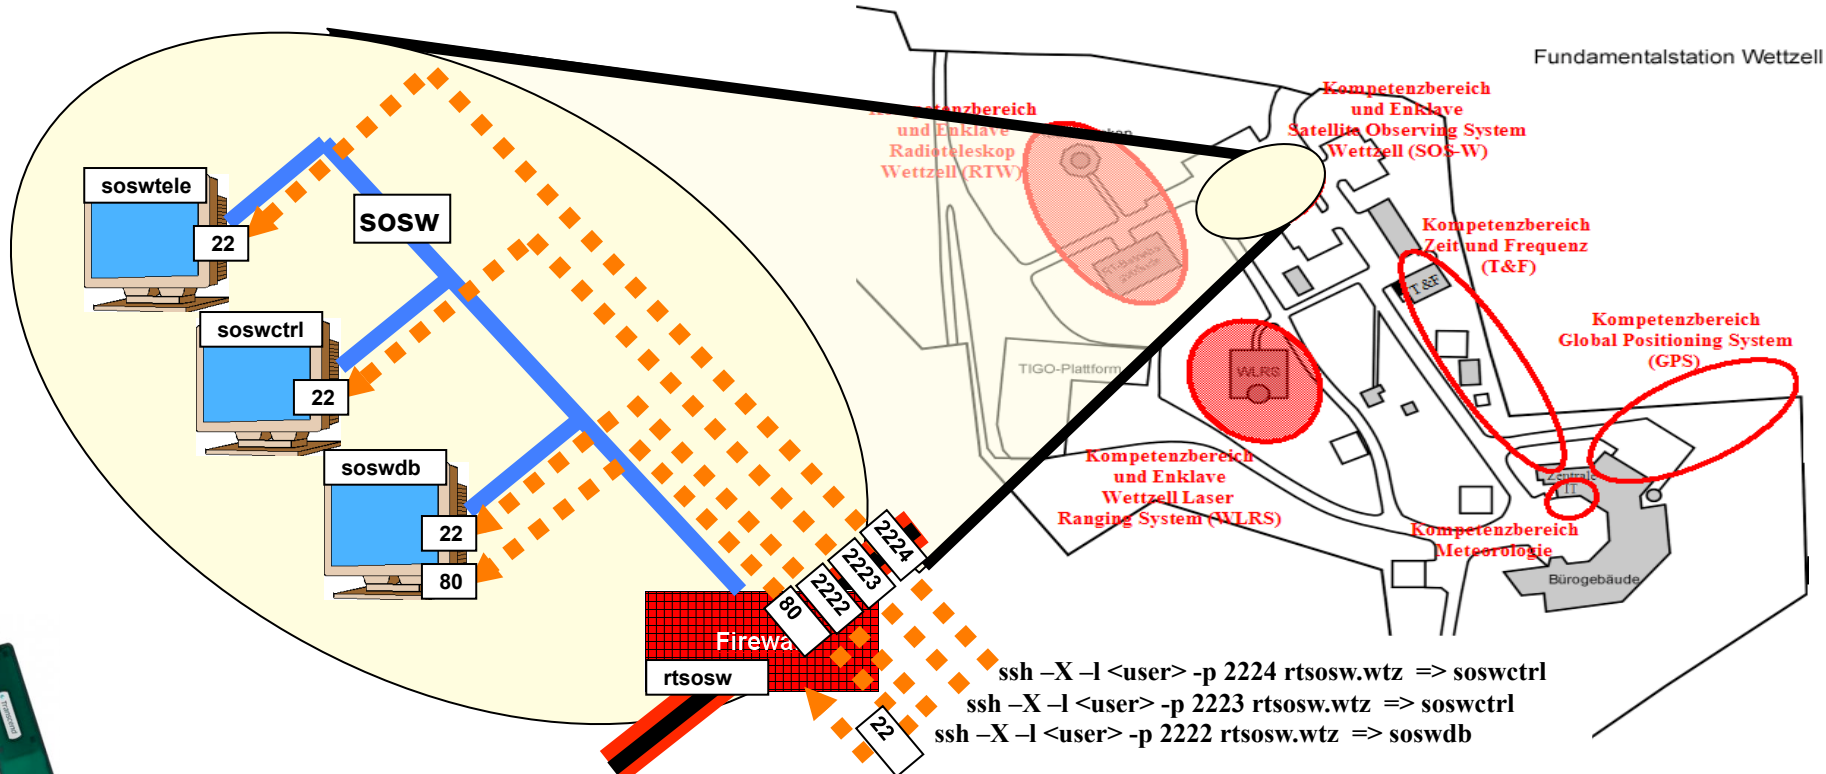 Fundamentalstation Wettzell
Kompetenzbereich
und Enklave
Satellite Observing System
Wettzell (SOS-W)
und Enklave
Radioteleskop
Wettzell (RTW)
Kompetenzbereich
Zeit und Frequenz
(T&F)
T &F
Kompetenzbereich
Global Positioning System
(GPS)
TIGO-Plattform
WLRS
Kompetenzbereich
und Enklave
Wettzell Laser
Ranging System (WLRS)
Zentrale
IT
Kompetenzbereich
Meteorologie
Bürogebäude
soswtele
22
sosw
soswctrl
22
soswdb
22
80
80
2222
2223
2224
Firewa
rtsosw
22
ssh –X –l <user> -p 2224 rtsosw.wtz => soswctrl
ssh –X –l <user> -p 2223 rtsosw.wtz => soswctrl
ssh –X –l <user> -p 2222 rtsosw.wtz => soswdb
Transcend